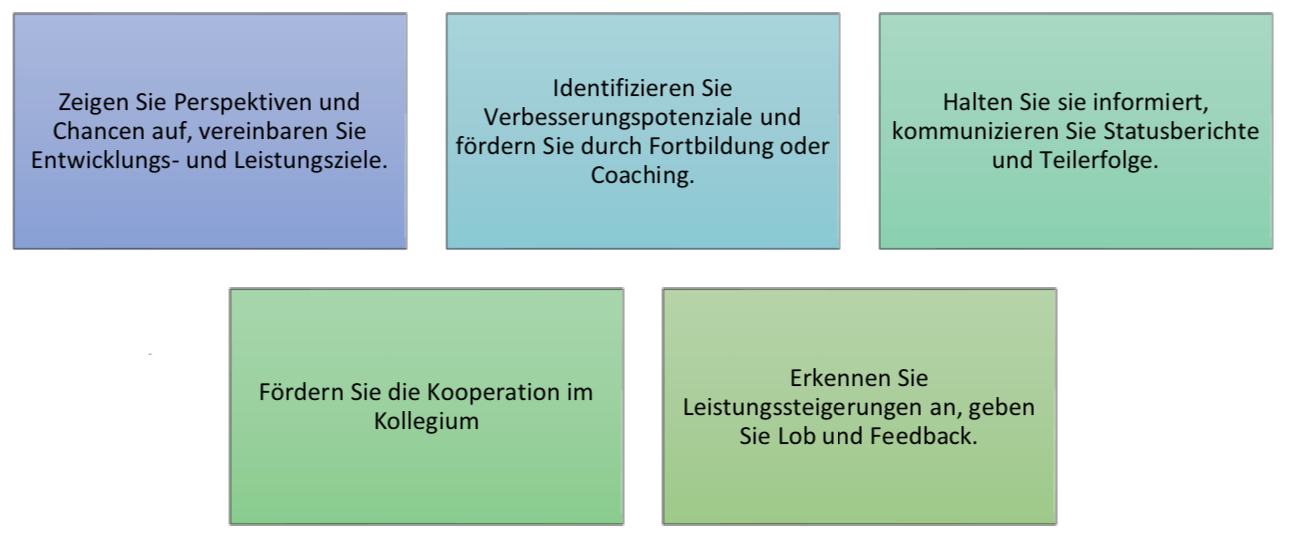 Zeigen Sie Perspektiven und
Chancen auf, vereinbaren Sie
Entwicklungs- und Leistungsziele.
Identifizieren Sie
Verbesserungspotenziale und
fördern Sie durch Fortbildung oder
Coaching.
Halten Sie sie informiert,
kommunizieren Sie Statusberichte
und Teilerfolge.
Fördern Sie die Kooperation im
Kollegium
Erkennen Sie
Leistungssteigerungen an, geben
Sie Lob und Feedback.